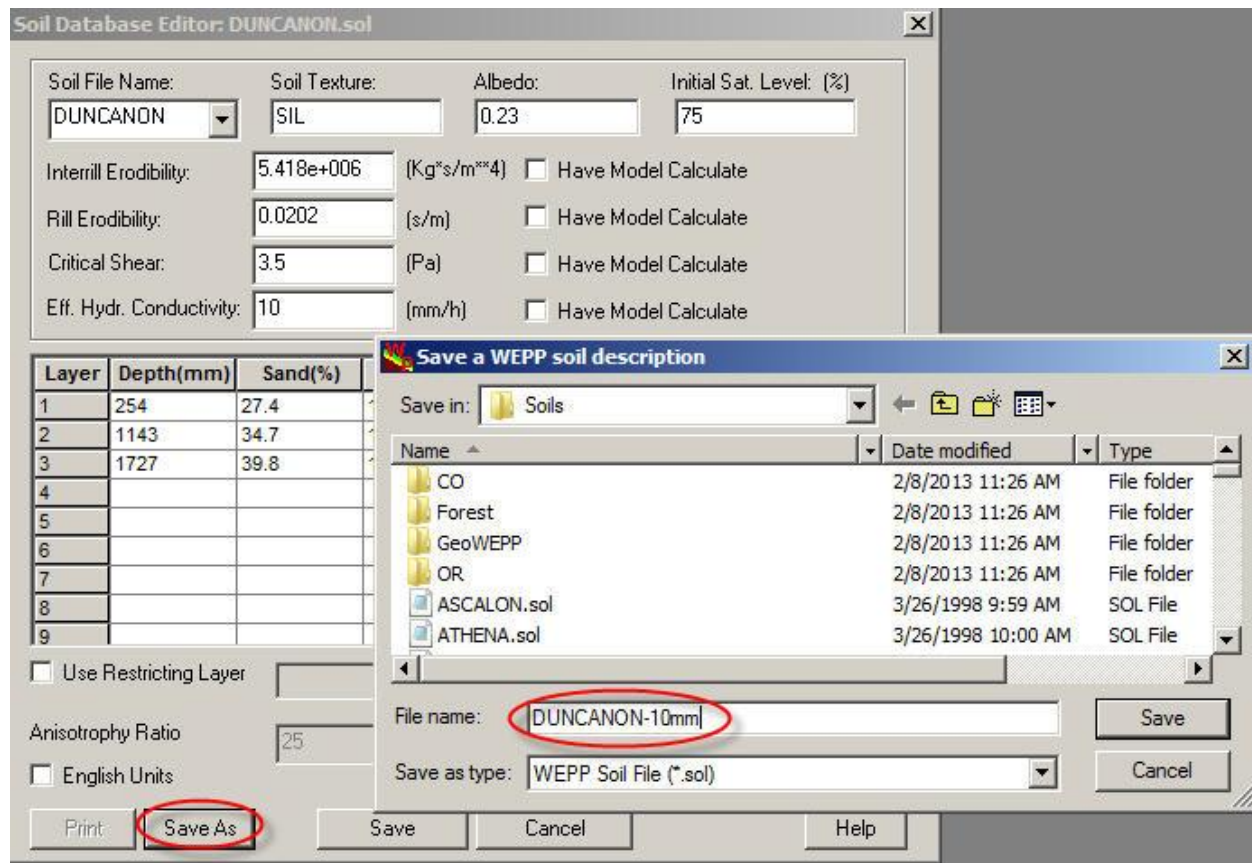 Soil Database Editor: DUNCANON.sol
Soil File Name: Soil Texture: Albedo: Initial Sat. Level: (%)
DUNCANON SIL 0.23 75
Interrill Erodibility: 5.418e+006 (Kg*s/m**4) Have Model Calculate
Rill Erodibility: 0.0202 (s/m) Have Model Calculate
Critical Shear: 3.5 (Pa) Have Model Calculate
Eff. Hydr. Conductivity: 10 (mm/h) Have Model Calculate
Layer Depth(mm) Sand(%)
1 254 27.4
2 1143 34.7
3 1727 39.8
4
5
6
7
8
9
Use Restricting Layer
Anisotrophy Ratio 25
English Units
Print Save As Save Cancel Help
Save a WEPP soil description
Save in: Soils
Name Date modified Type
CO 2/8/2013 11:26 AM File folder
Forest 2/8/2013 11:26 AM File folder
GeoWEPP 2/8/2013 11:26 AM File folder
OR 2/8/2013 11:26 AM File folder
ASCALON.sol 3/26/1998 9:59 AM SOL File
ATHENA.sol 3/26/1998 10:00 AM SOL File
File name: DUNCANON-10mm Save
Save as type: WEPP Soil File (*.sol) Cancel